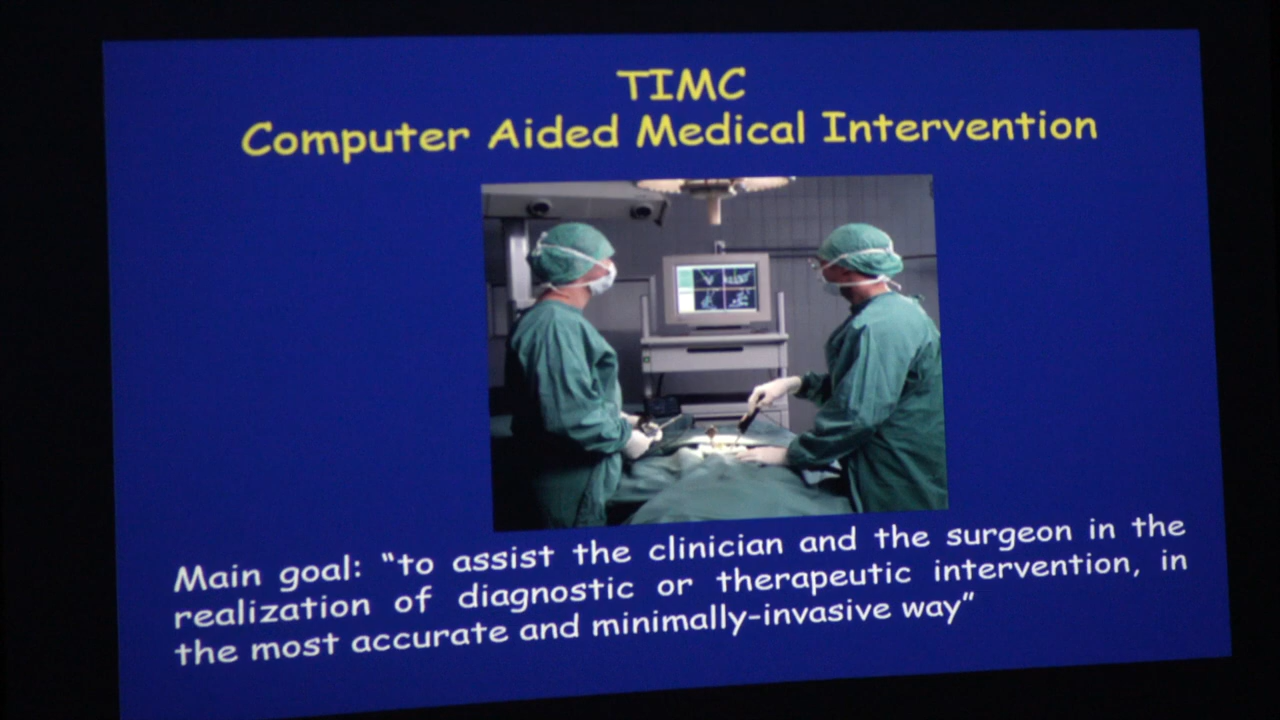 TIMC
Computer Aided Medical Intervention
Main goal: “to assist the clinician and the surgeon in the
realization of diagnostic or therapeutic intervention, in
the most accurate and minimally-invasive way”